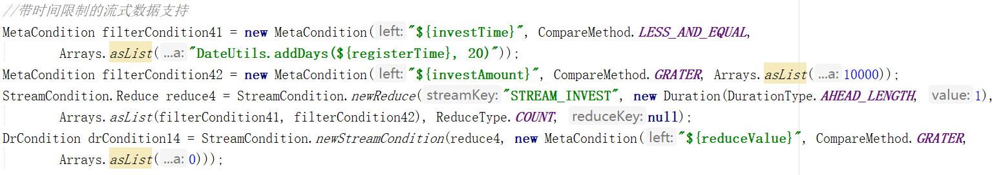 //带时间限制的流式数据支持
MetaCondition filterCondition41 = new MetaCondition( left: "${investTime}", CompareMethod.LESS_AND_EQUAL,
Arrays.asList( ...a: "DateUtils.addDays(${registerTime}, 20)"));
MetaCondition filterCondition42 = new MetaCondition( left: "${investAmount}", CompareMethod.GRATER, Arrays.asList( ...a: 10000));
StreamCondition.Reduce reduce4 = StreamCondition.newReduce( streamKey: "STREAM_INVEST", new Duration(DurationType.AHEAD_LENGTH, value: 1),
Arrays.asList(filterCondition41, filterCondition42), ReduceType.COUNT, reduceKey: null);
DrCondition drCondition14 = StreamCondition.newStreamCondition(reduce4, new MetaCondition( left: "${reduceValue}", CompareMethod.GRATER,
Arrays.asList( ...a: 0)));